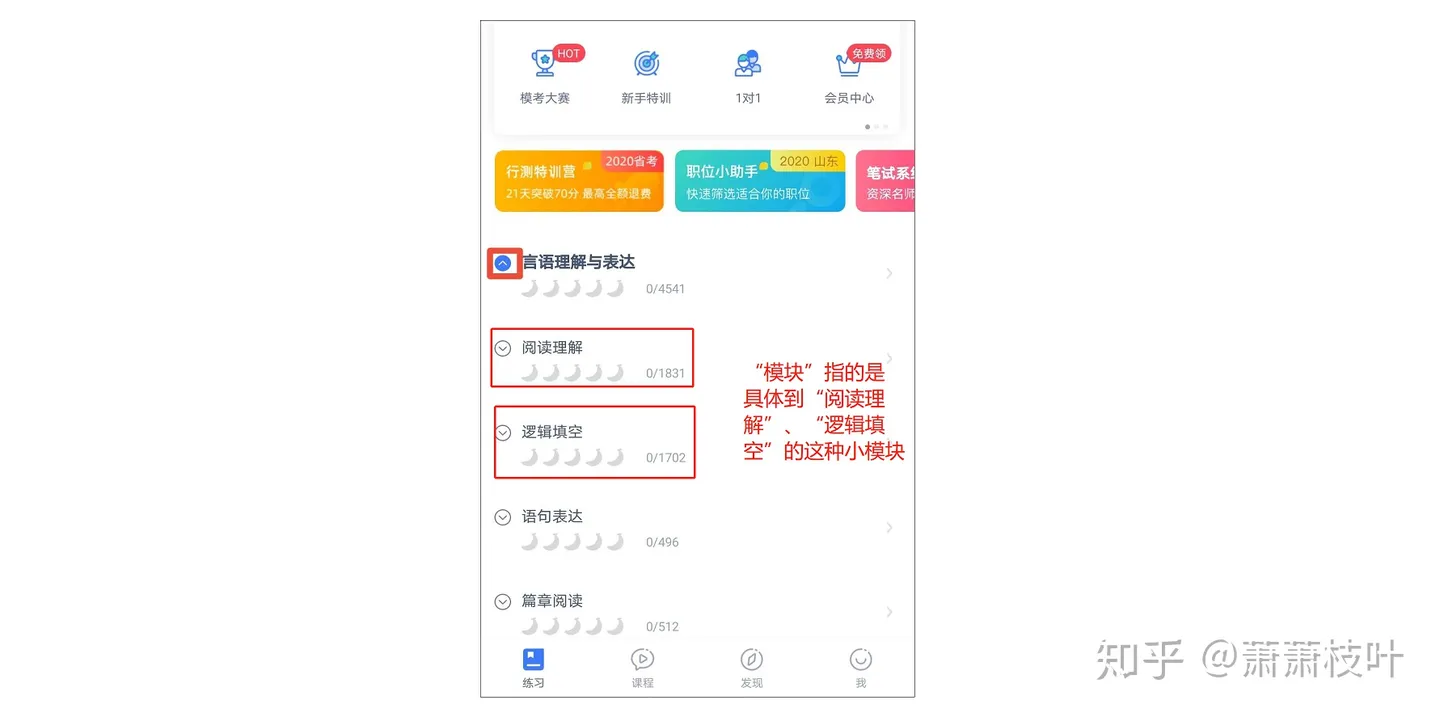 HOT
免费领
模考大赛
新手特训
1对1
会员中心
行测特训营
2020省考
21天突破70分 最高全额退费
职位小助手
2020 山东
快速筛选适合你的职位
笔试系
资深名师
言语理解与表达
0/4541
阅读理解
0/1831
逻辑填空
0/1702
“模块”指的是
具体到“阅读理
解”、“逻辑填
空”的这种小模块
语句表达
0/496
篇章阅读
0/512
练习
课程
发现
我
知乎 @萧萧枝叶